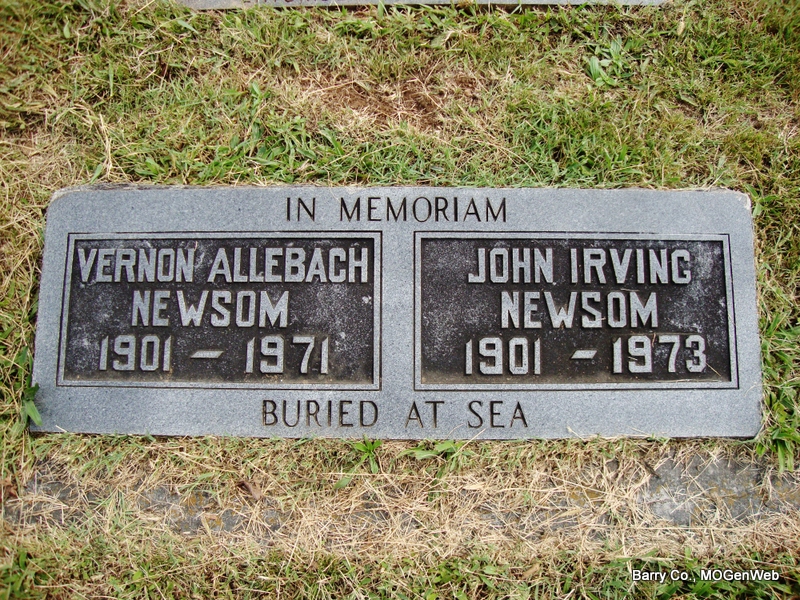 IN MEMORIAM
VERNON ALLEBACH
NEWSOM
1901 – 1971
JOHN IRVING
NEWSOM
1901 – 1973
BURIED AT SEA
Barry Co., MOGenWeb